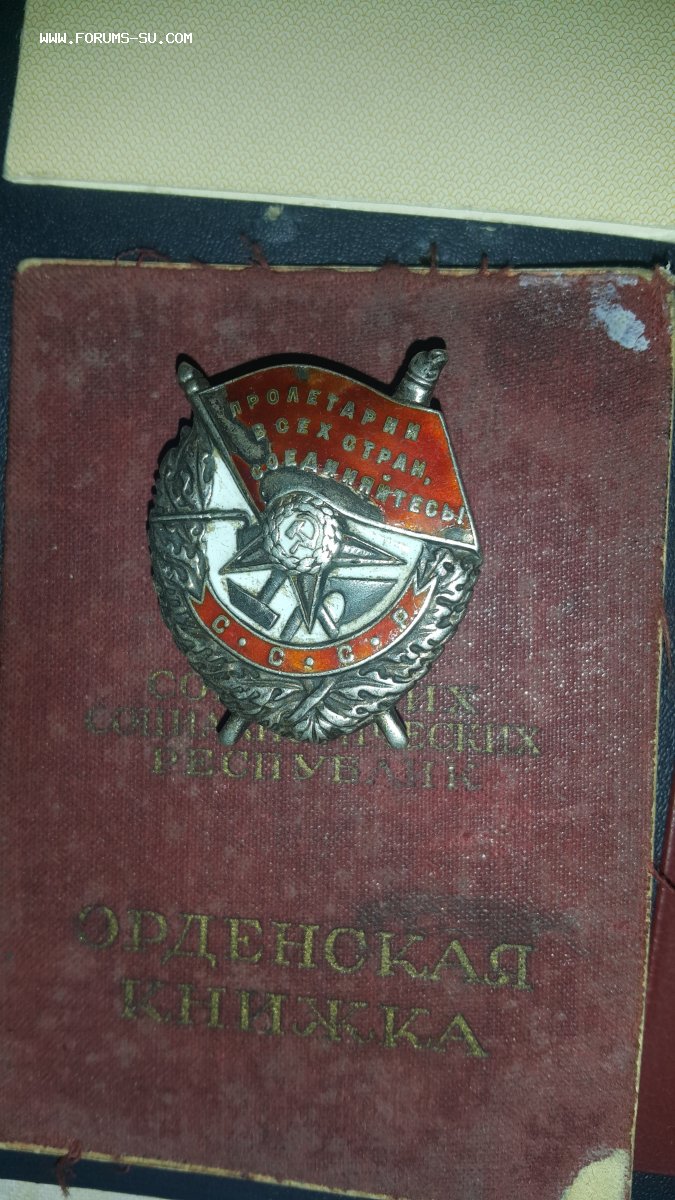 WWW.FORUMS-SU.COM
ПРОЛЕТАРИИ
ВСЕХ СТРАН,
СОЕДИНЯЙТЕСЬ!
С·С·С·Р
РЕСПУБЛИК
ОРДЕНСКАЯ
КНИЖКА